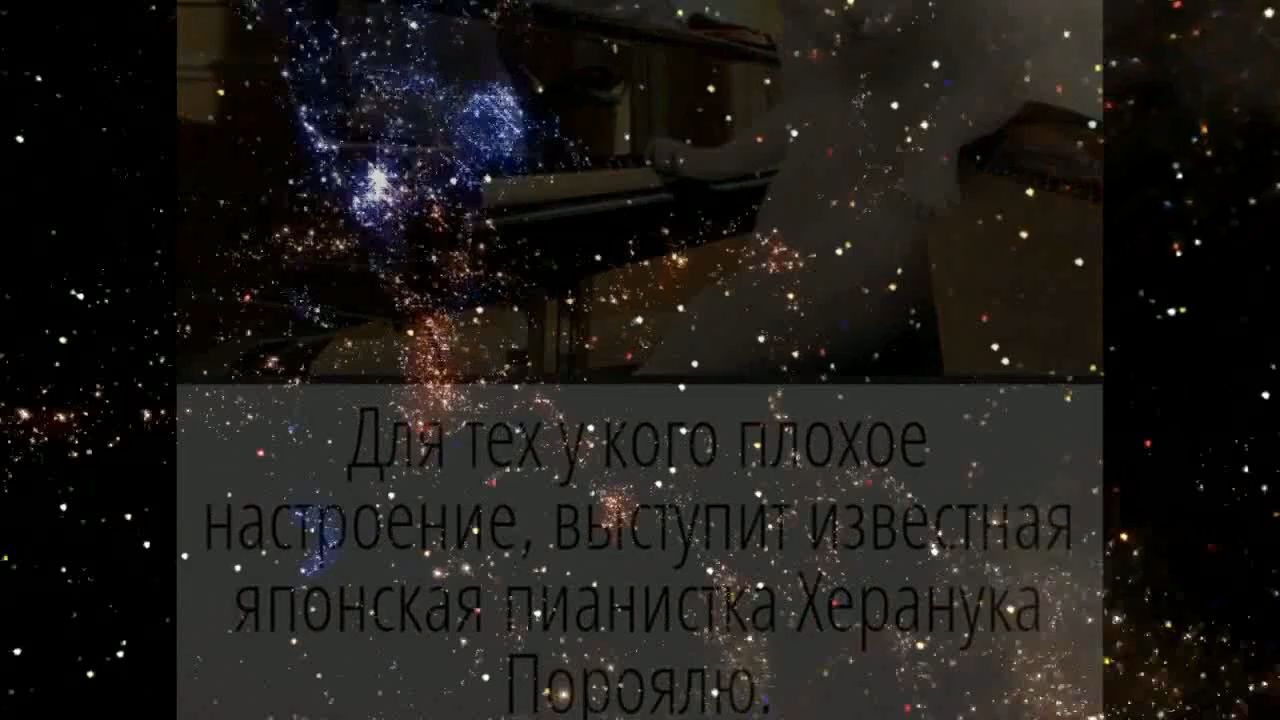 Для тех у кого плохое
настроение, выступит известная
японская пианистка Херанука
Пороялю.